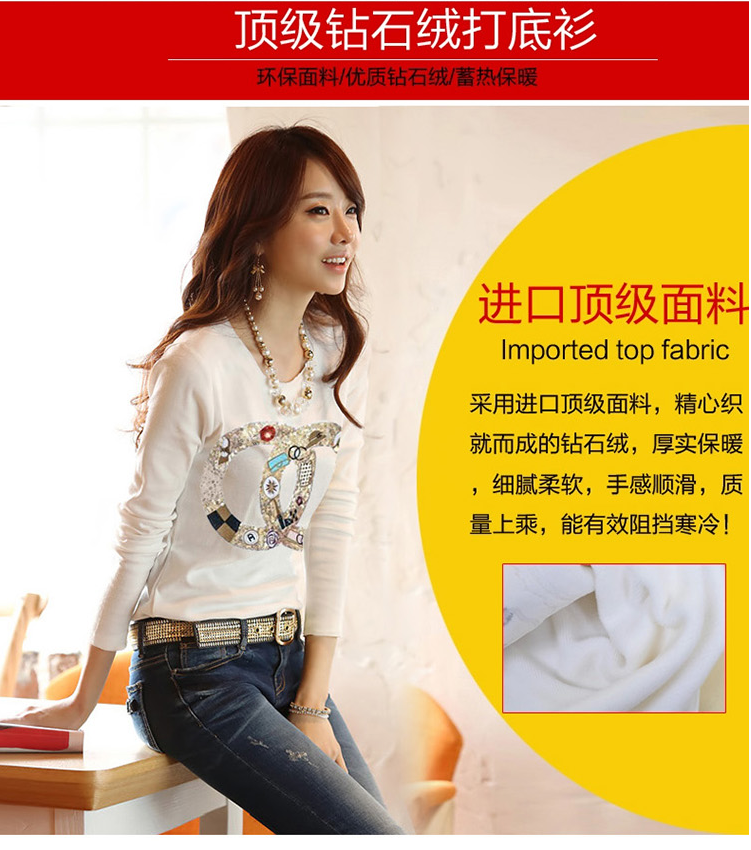 顶级钻石绒打底衫
环保面料/优质钻石绒/蓄热保暖
进口顶级面料
Imported top fabric
采用进口顶级面料，精心织
就而成的钻石绒，厚实保暖
，细腻柔软，手感顺滑，质
量上乘，能有效阻挡寒冷！